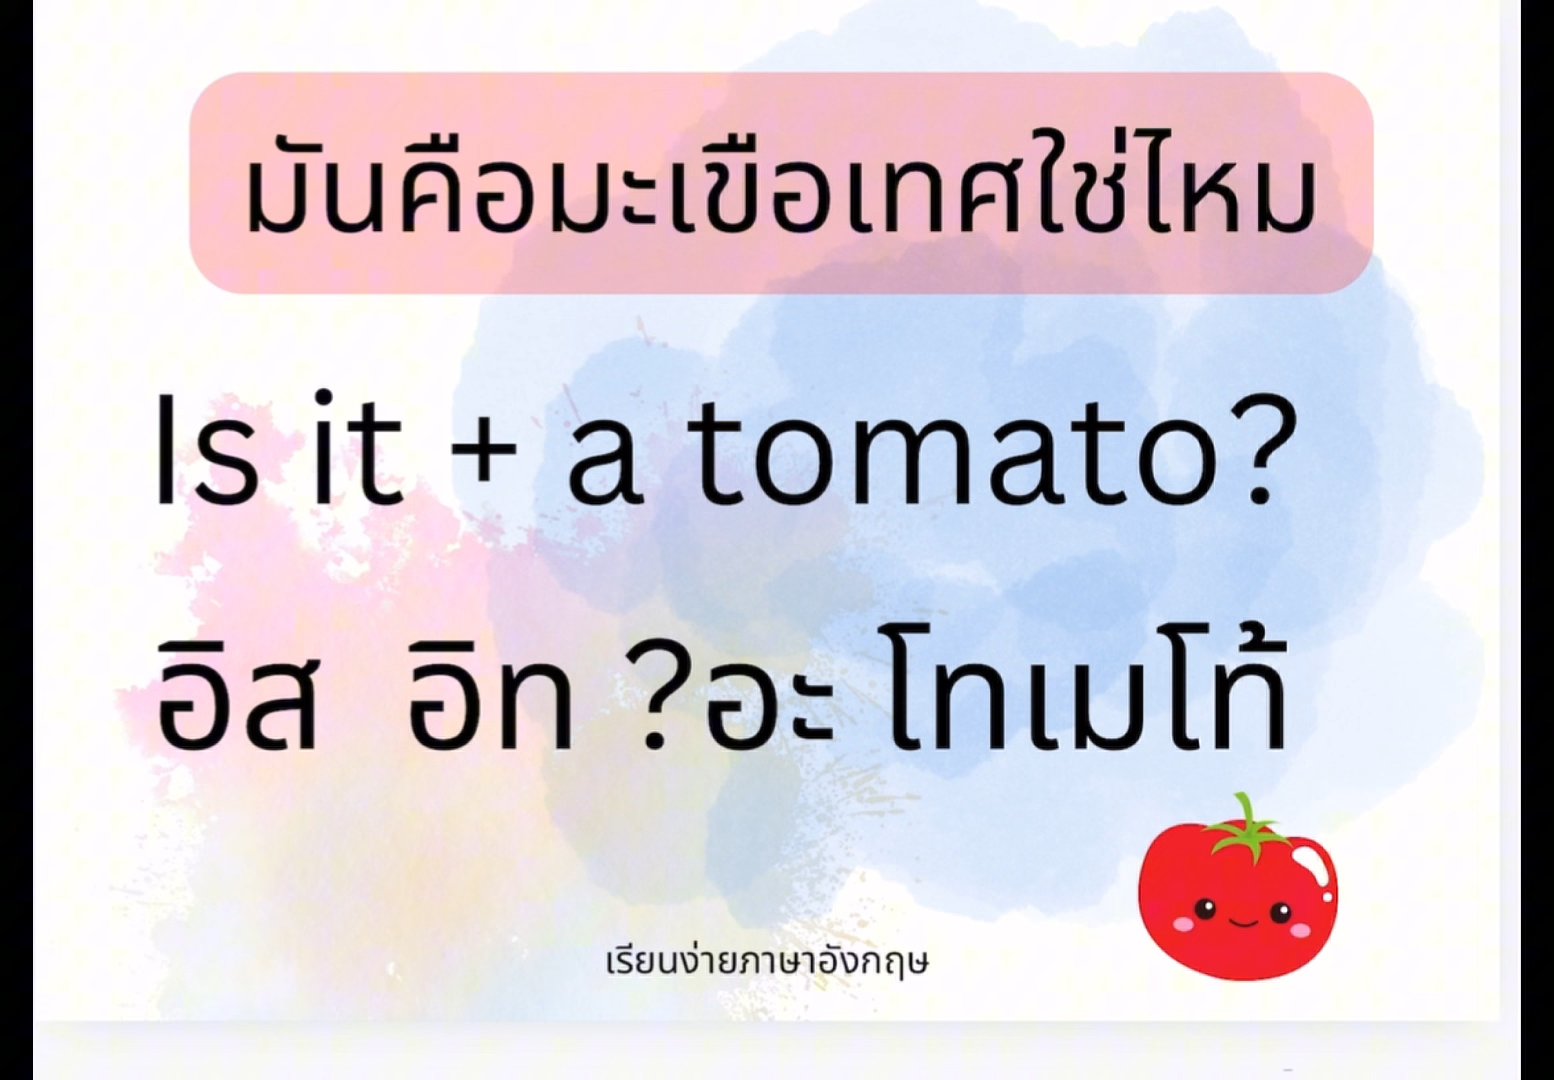 มันคือมะเขือเทศใช่ไหม
Is it + a tomato?
อิส อิท ?อะ โทเมโท้
เรียนง่ายภาษาอังกฤษ